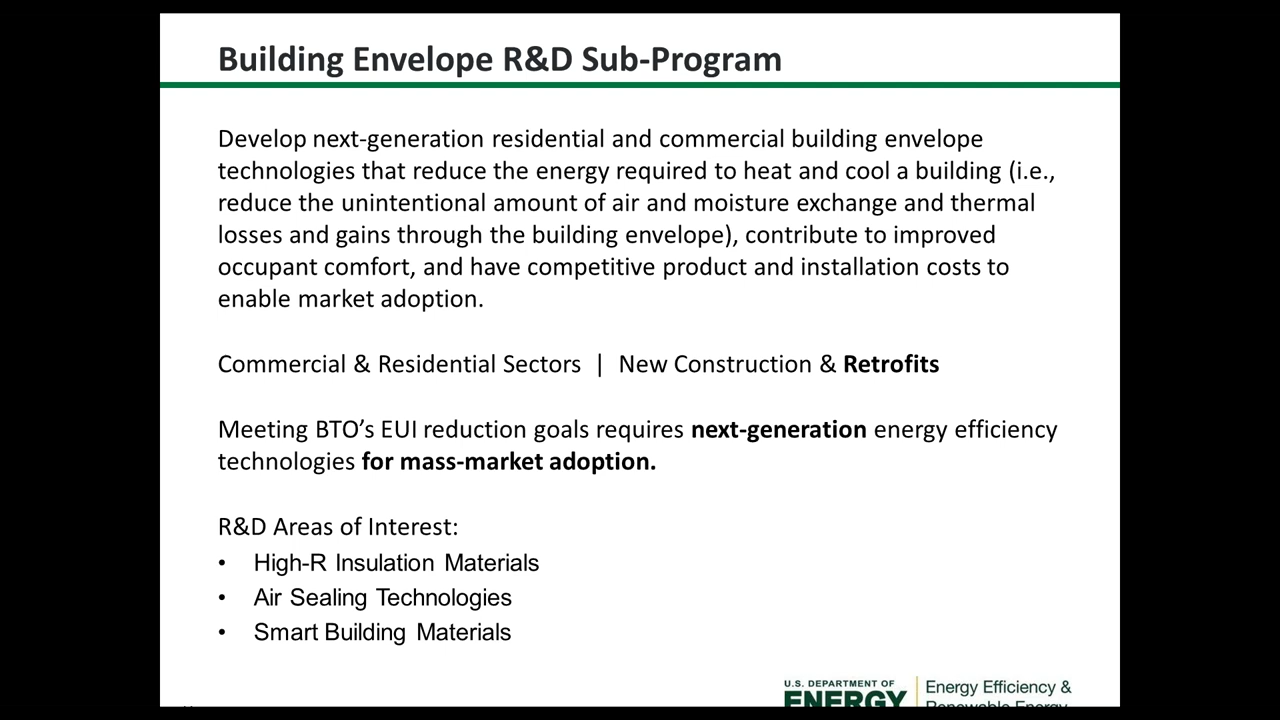 Building Envelope R&D Sub-Program
Develop next-generation residential and commercial building envelope
technologies that reduce the energy required to heat and cool a building (i.e.,
reduce the unintentional amount of air and moisture exchange and thermal
losses and gains through the building envelope), contribute to improved
occupant comfort, and have competitive product and installation costs to
enable market adoption.
Commercial & Residential Sectors | New Construction & Retrofits
Meeting BTO’s EUI reduction goals requires next-generation energy efficiency
technologies for mass-market adoption.
R&D Areas of Interest:
• High-R Insulation Materials
• Air Sealing Technologies
• Smart Building Materials
U.S. DEPARTMENT OF
ENERGY
Energy Efficiency &
Renewable Energy